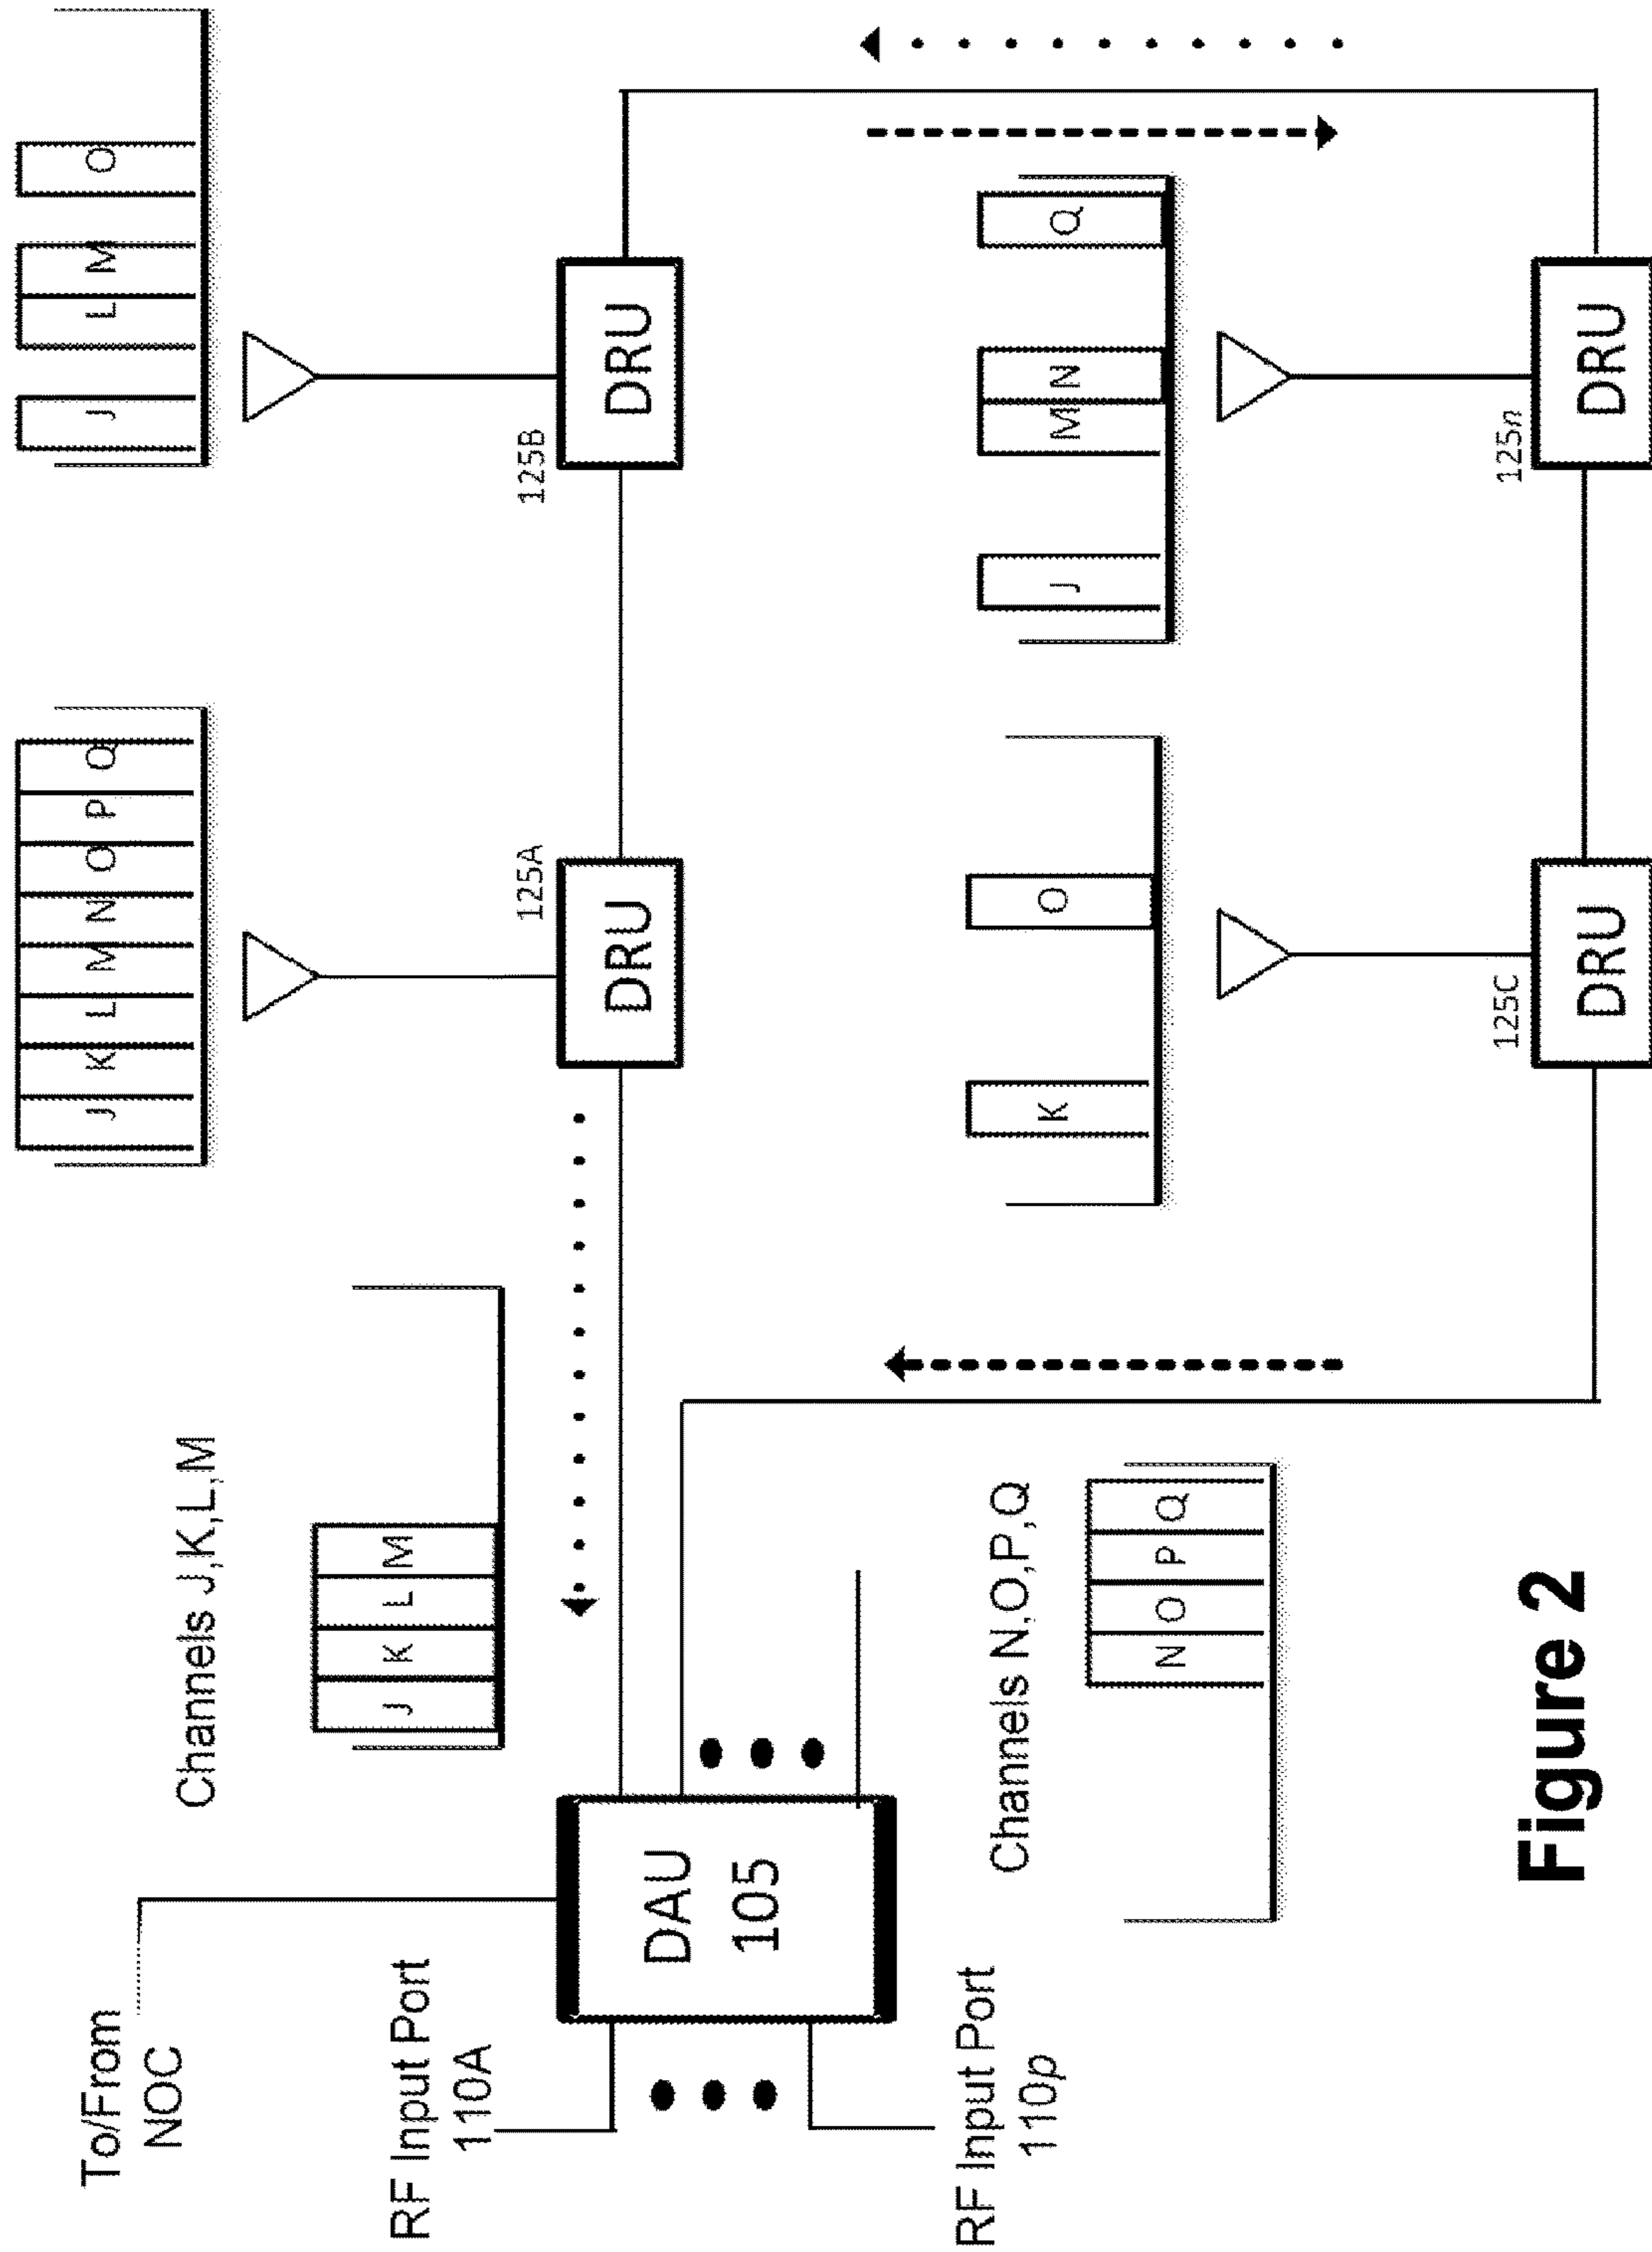 To/From
NOC
RF Input Port
110A
RF Input Port
110p
DAU
105
Channels J,K,L,M
J K L M
Channels N,O,P,Q
N O P Q
J K L M N O P Q
125A
DRU
J L M O
125B
DRU
K O
125C
DRU
J M N Q
125n
DRU
Figure 2